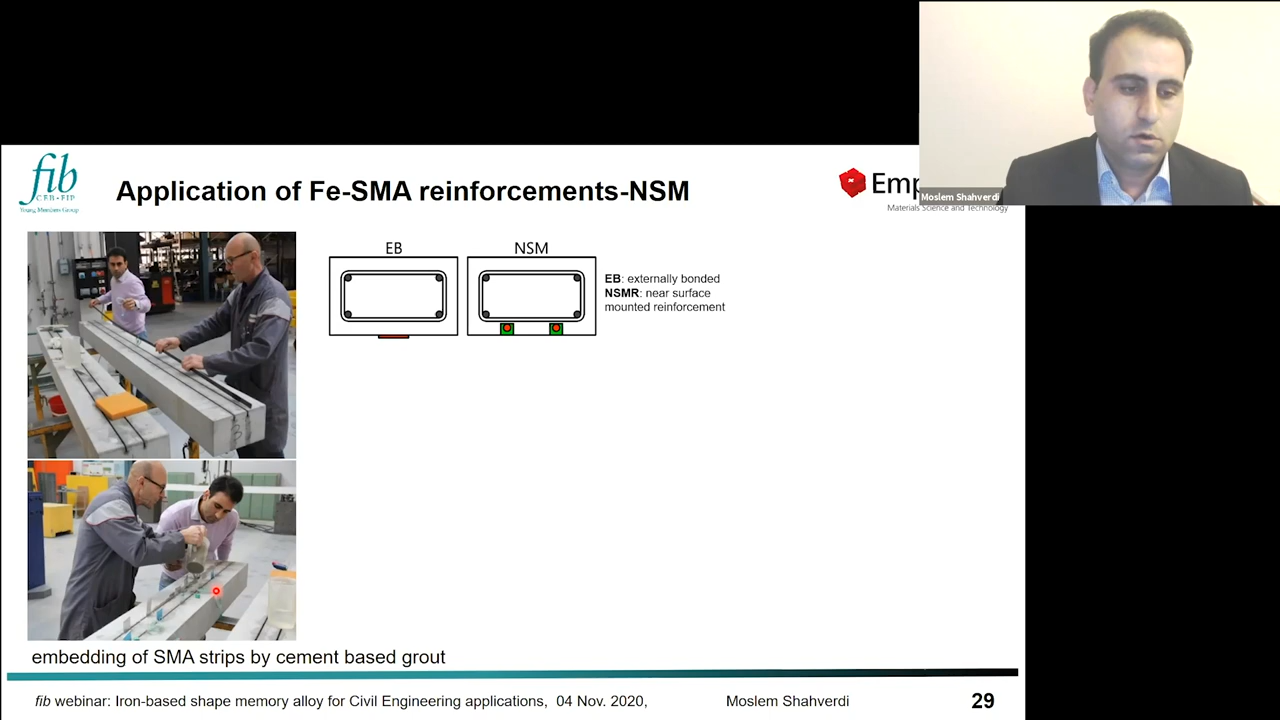 fib
CEB-FIP
Young Members Group
Application of Fe-SMA reinforcements-NSM
Emp
Materials Science and Technology
Moslem Shahverdi
EB
NSM
EB: externally bonded
NSMR: near surface
mounted reinforcement
3
embedding of SMA strips by cement based grout
fib webinar: Iron-based shape memory alloy for Civil Engineering applications, 04 Nov. 2020,
Moslem Shahverdi
29